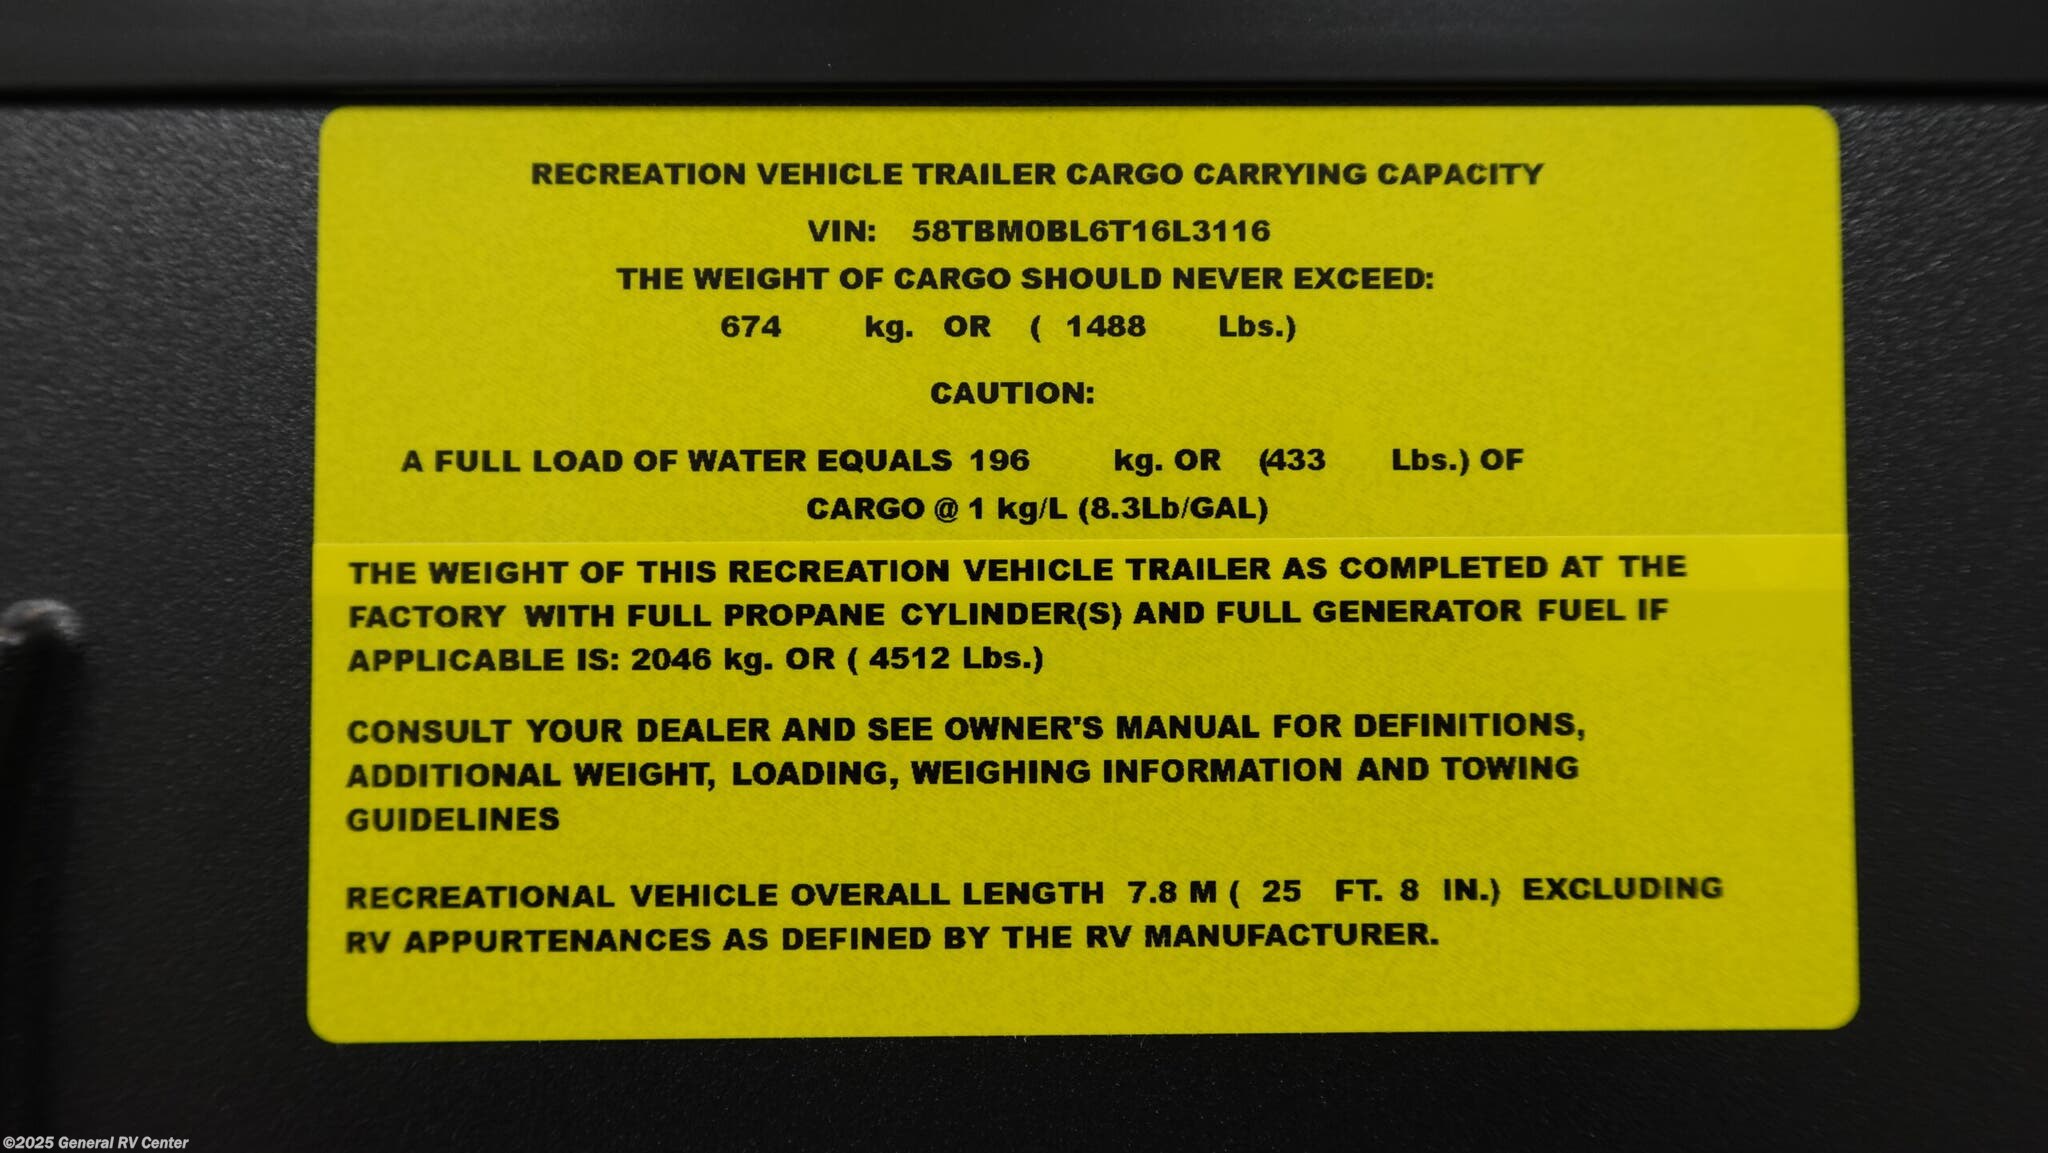 RECREATION VEHICLE TRAILER CARGO CARRYING CAPACITY
VIN: 58TBM0BL6T16L3116
THE WEIGHT OF CARGO SHOULD NEVER EXCEED:
674 kg. OR ( 1488 Lbs.)
CAUTION:
A FULL LOAD OF WATER EQUALS 196 kg. OR (433 Lbs.) OF
CARGO @ 1 kg/L (8.3Lb/GAL)
THE WEIGHT OF THIS RECREATION VEHICLE TRAILER AS COMPLETED AT THE
FACTORY WITH FULL PROPANE CYLINDER(S) AND FULL GENERATOR FUEL IF
APPLICABLE IS: 2046 kg. OR ( 4512 Lbs.)
CONSULT YOUR DEALER AND SEE OWNER'S MANUAL FOR DEFINITIONS,
ADDITIONAL WEIGHT, LOADING, WEIGHING INFORMATION AND TOWING
GUIDELINES
RECREATIONAL VEHICLE OVERALL LENGTH 7.8 M ( 25 FT. 8 IN.) EXCLUDING
RV APPURTENANCES AS DEFINED BY THE RV MANUFACTURER.
©2025 General RV Center